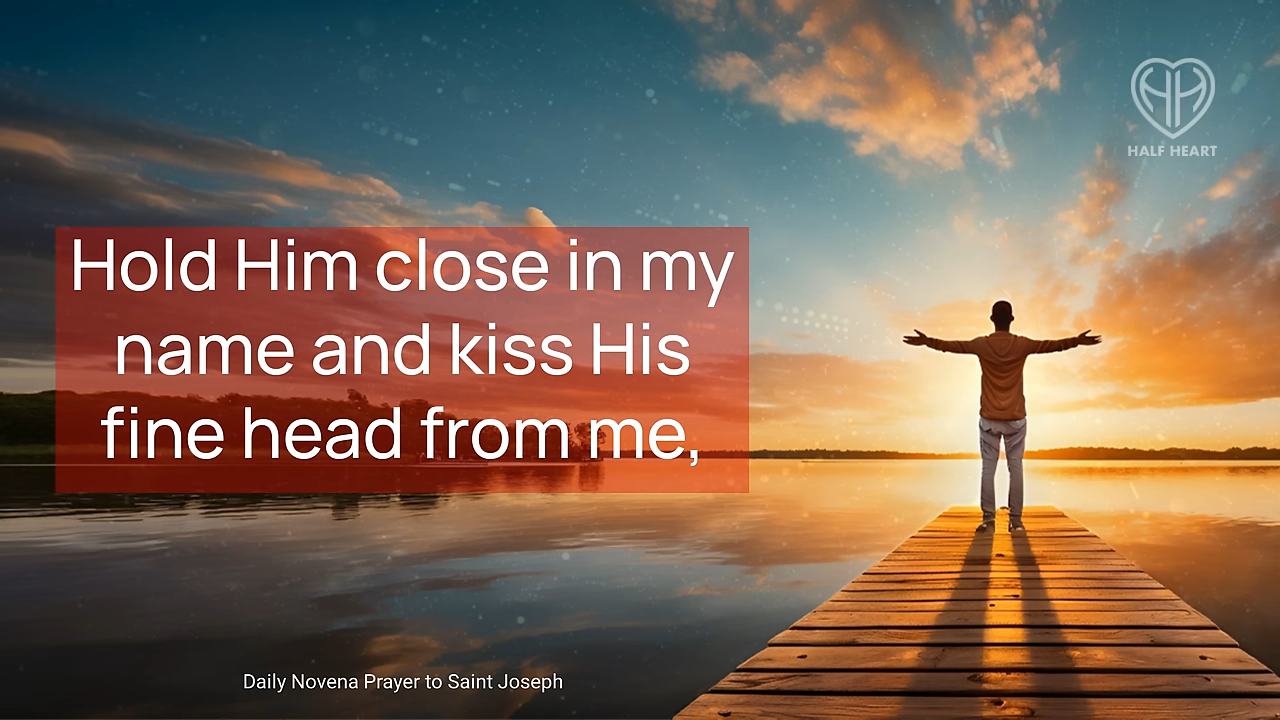 HALF HEART
Hold Him close in my
name and kiss His
fine head from me,
Daily Novena Prayer to Saint Joseph